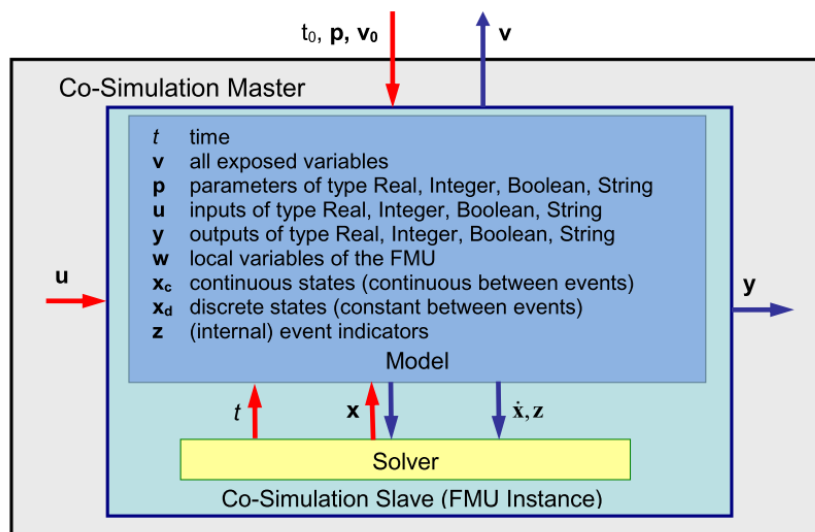 t₀, p, v₀
v
Co-Simulation Master
t time
v all exposed variables
p parameters of type Real, Integer, Boolean, String
u inputs of type Real, Integer, Boolean, String
y outputs of type Real, Integer, Boolean, String
w local variables of the FMU
x_c continuous states (continuous between events)
x_d discrete states (constant between events)
z (internal) event indicators
u
y
Model
t
x
ẋ, z
Solver
Co-Simulation Slave (FMU Instance)